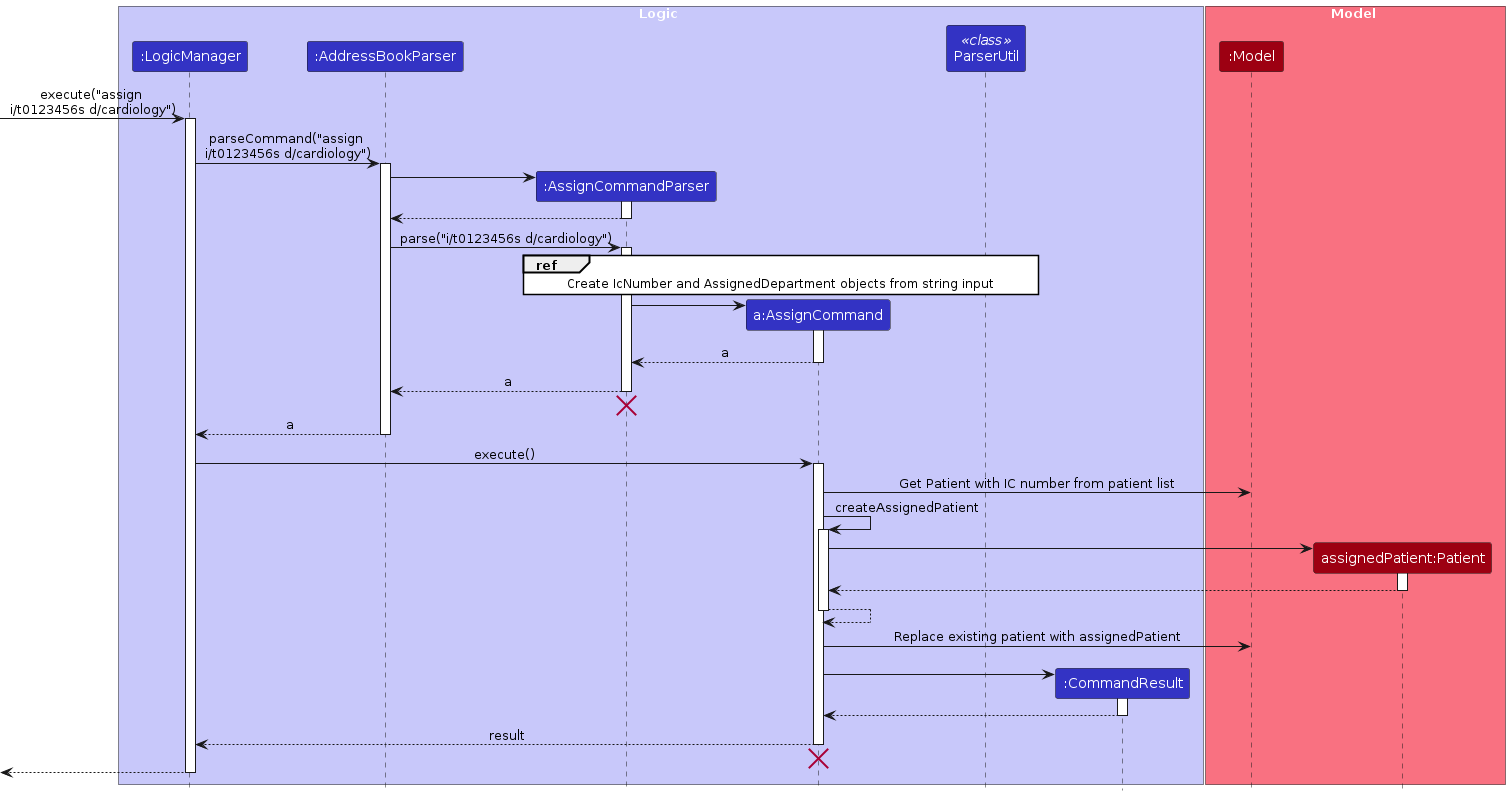 Logic
Model
«class»
ParserUtil
:LogicManager
:AddressBookParser
:Model
execute("assign
i/t0123456s d/cardiology")
parseCommand("assign
i/t0123456s d/cardiology")
:AssignCommandParser
parse("i/t0123456s d/cardiology")
ref
Create IcNumber and AssignedDepartment objects from string input
a:AssignCommand
a
a
a
execute()
Get Patient with IC number from patient list
createAssignedPatient
assignedPatient:Patient
Replace existing patient with assignedPatient
:CommandResult
result